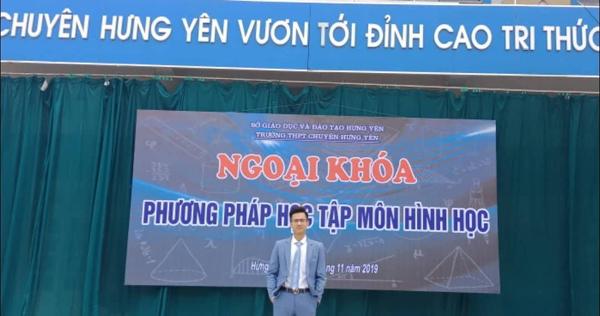 CHUYÊN HƯNG YÊN VƯƠN TỚI ĐỈNH CAO TRI THỨC
SỞ GIÁO DỤC VÀ ĐÀO TẠO HƯNG YÊN
TRƯỜNG THPT CHUYÊN HƯNG YÊN
NGOẠI KHÓA
PHƯƠNG PHÁP HỌC TẬP MÔN HÌNH HỌC
Hưng 11 năm 2019